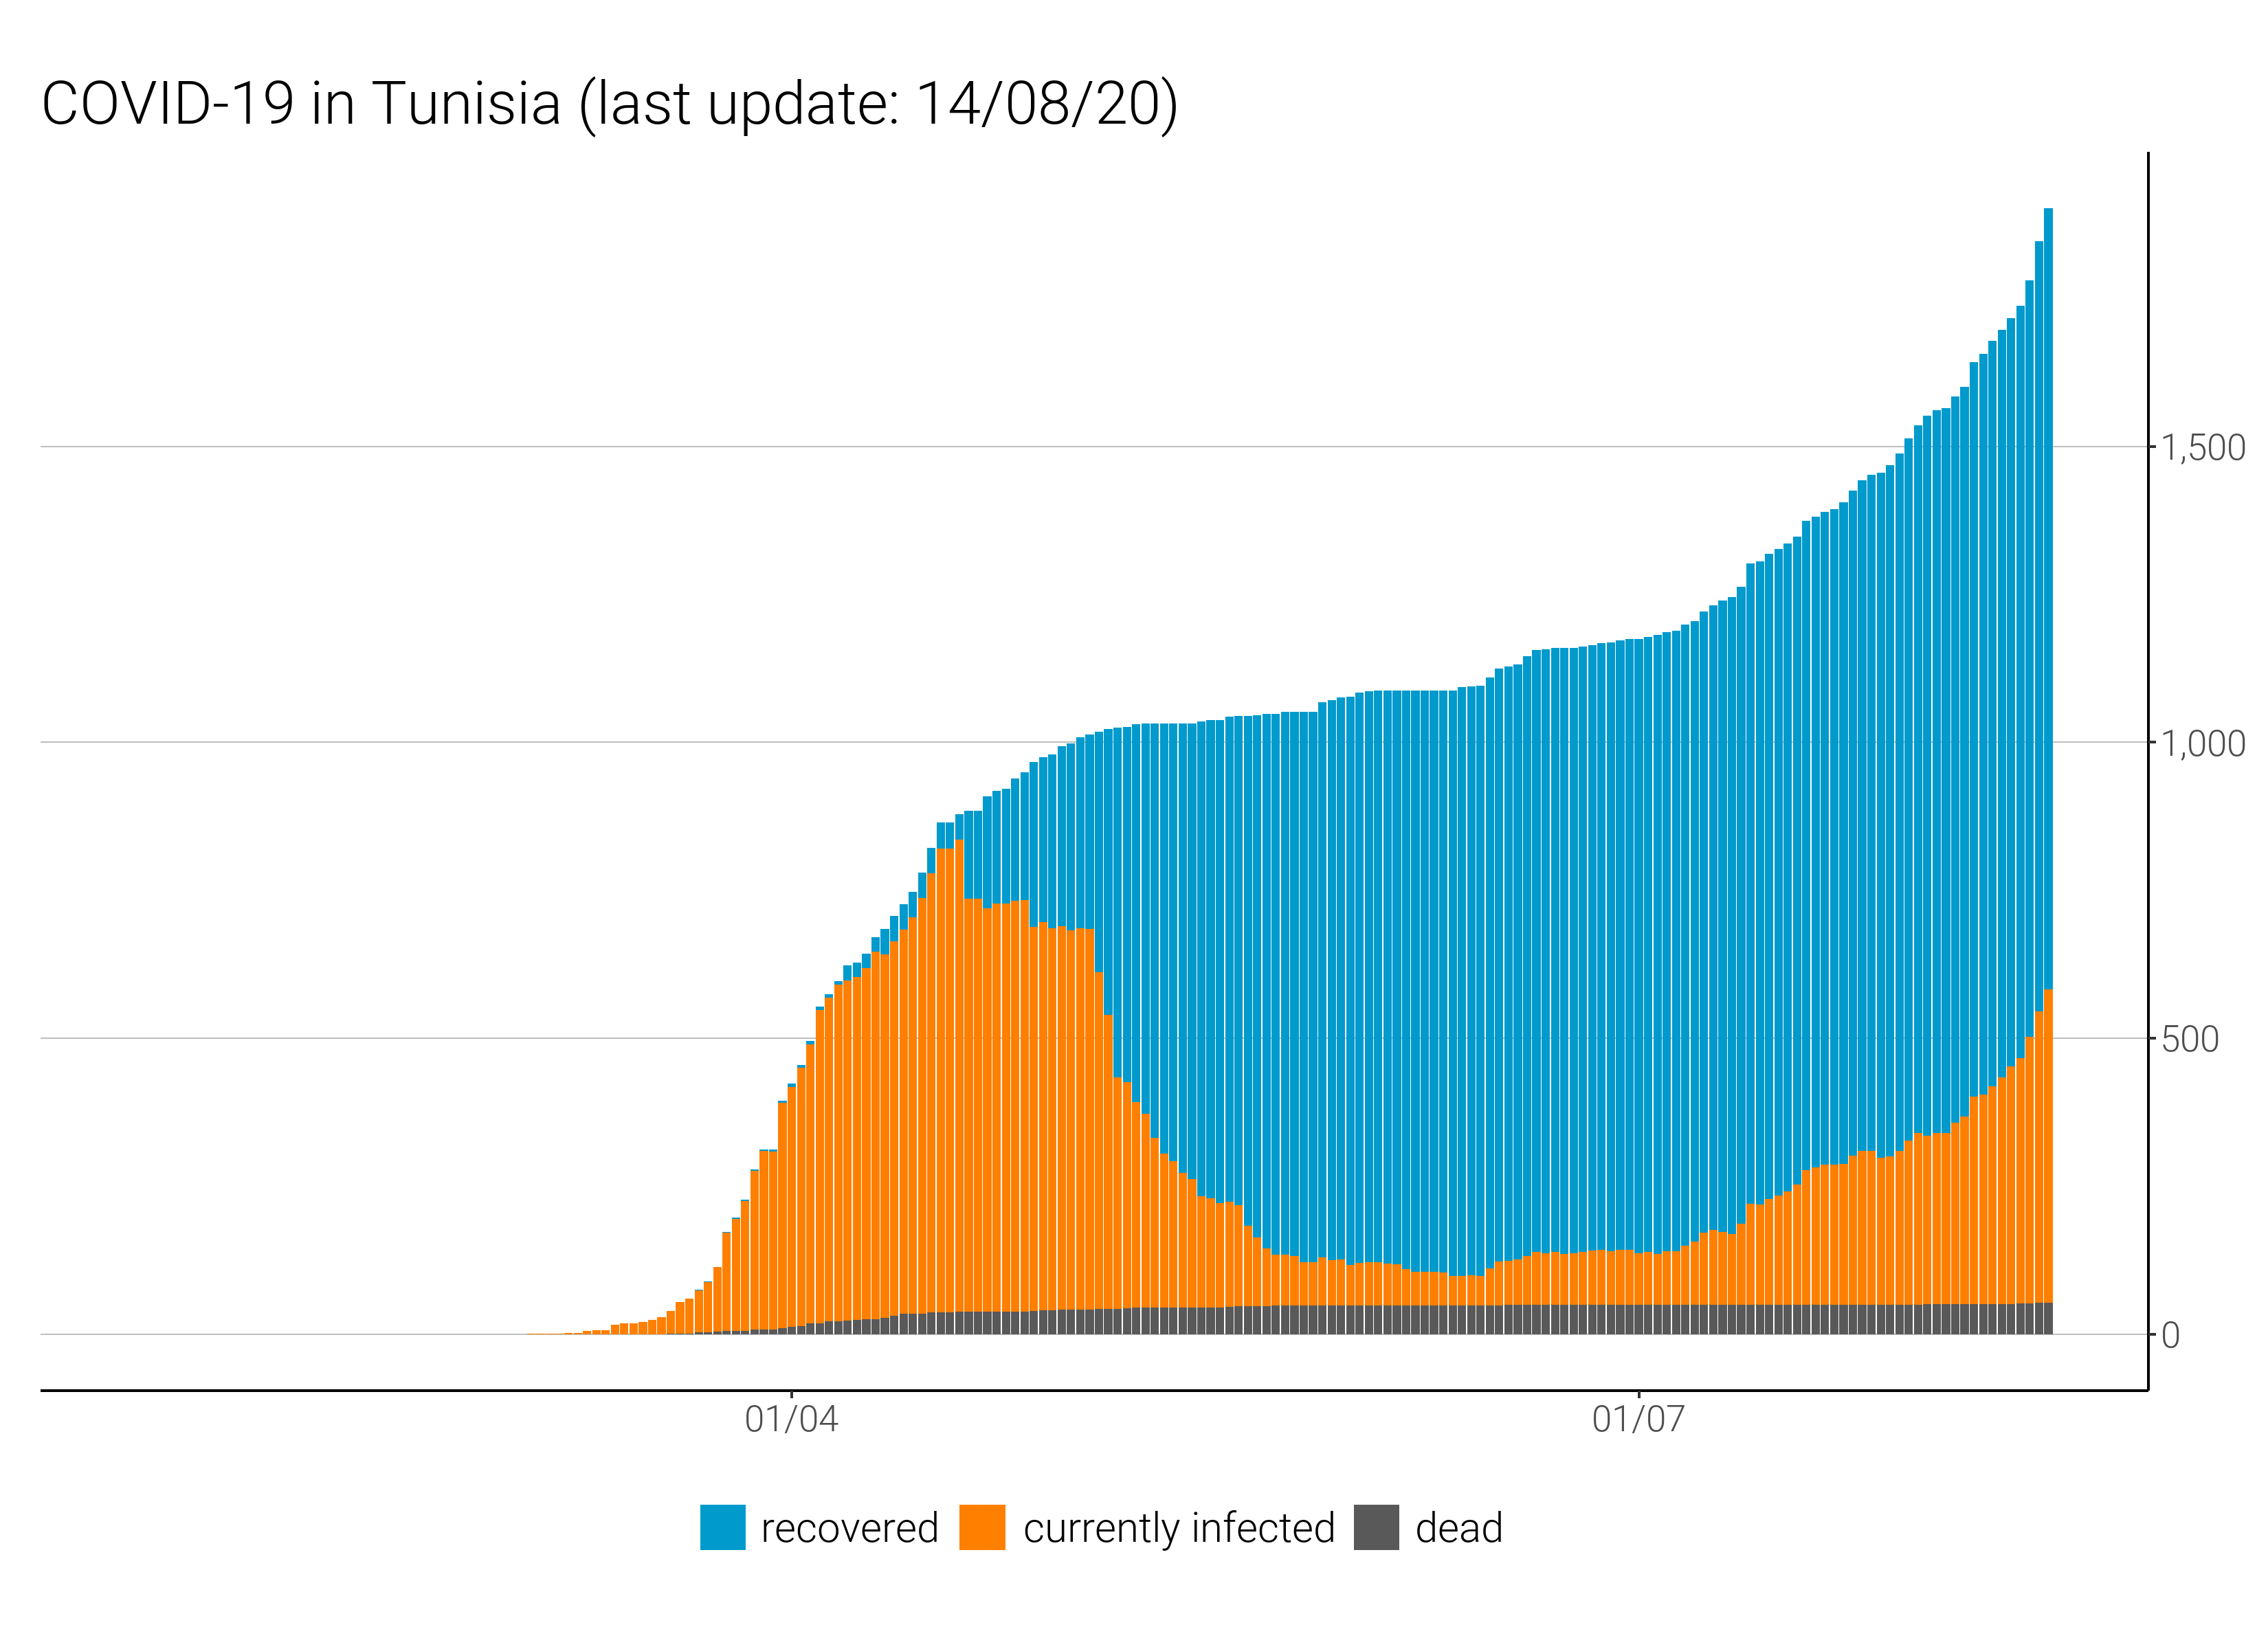 COVID-19 in Tunisia (last update: 14/08/20)
1,500
1,000
500
0
01/04 01/07
recovered currently infected dead